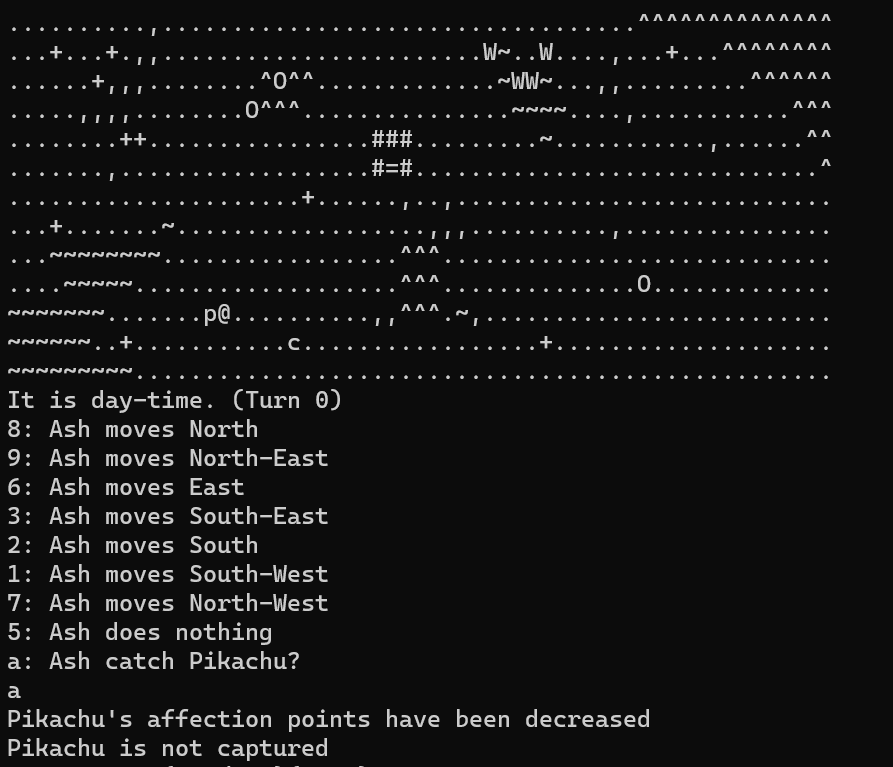 ..........,..................................^^^^^^^^^^^^^^
...+...+.,,.......................W~..W....,...+...^^^^^^^^
......+,,,........^O^^.............~WW~...,,.........^^^^^^
.....,,,,........O^^^...............~~~~....,...........^^^
........++................###.........~...........,......^^
.......,..................#=#.............................^
.....................+......,..,...........................
...+.......~..................,,,..........,...............
...~~~~~~~~.................^^^............................
....~~~~~...................^^^..............O.............
~~~~~~~.......p@..........,,^^^.~,.........................
~~~~~~..+...........c.................+....................
~~~~~~~~~..................................................
It is day-time. (Turn 0)
8: Ash moves North
9: Ash moves North-East
6: Ash moves East
3: Ash moves South-East
2: Ash moves South
1: Ash moves South-West
7: Ash moves North-West
5: Ash does nothing
a: Ash catch Pikachu?
a
Pikachu's affection points have been decreased
Pikachu is not captured